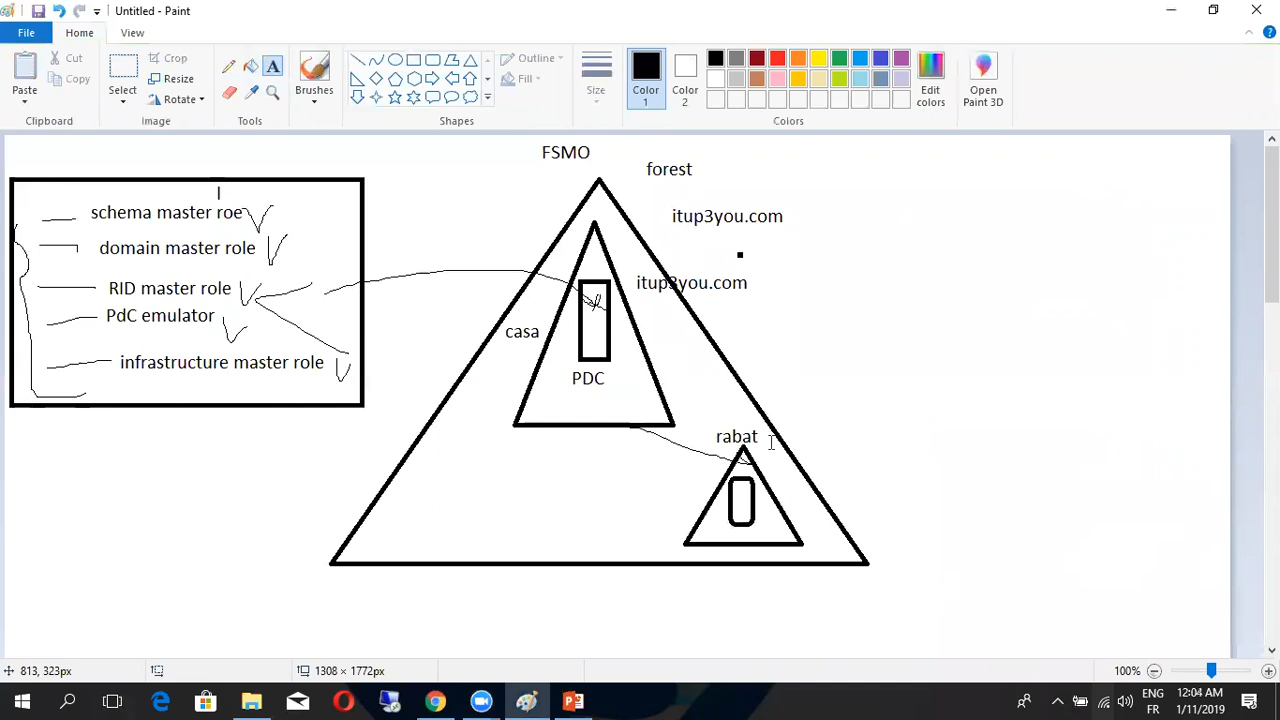 Untitled - Paint
File
Home
View
Paste
Cut
Copy
Clipboard
Select
Crop
Resize
Rotate
Image
A
Tools
Brushes
Outline
Fill
Shapes
Size
Color 1
Color 2
Edit colors
Colors
Open Paint 3D
FSMO
forest
schema master roe
itup3you.com
domain master role
RID master role
itup3you.com
PdC emulator
casa
infrastructure master role
PDC
rabat
813, 323px
1308 × 1772px
100%
ENG
FR
12:04 AM
1/11/2019